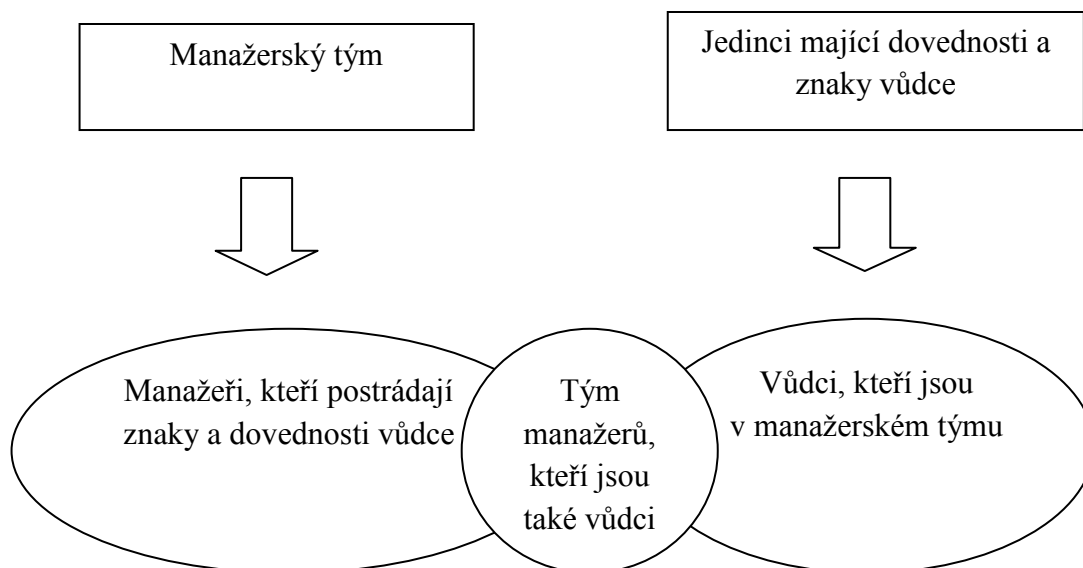 Manažerský tým
Jedinci mající dovednosti a
znaky vůdce
Manažeři, kteří postrádají
znaky a dovednosti vůdce
Tým
manažerů,
kteří jsou
také vůdci
Vůdci, kteří jsou
v manažerském týmu